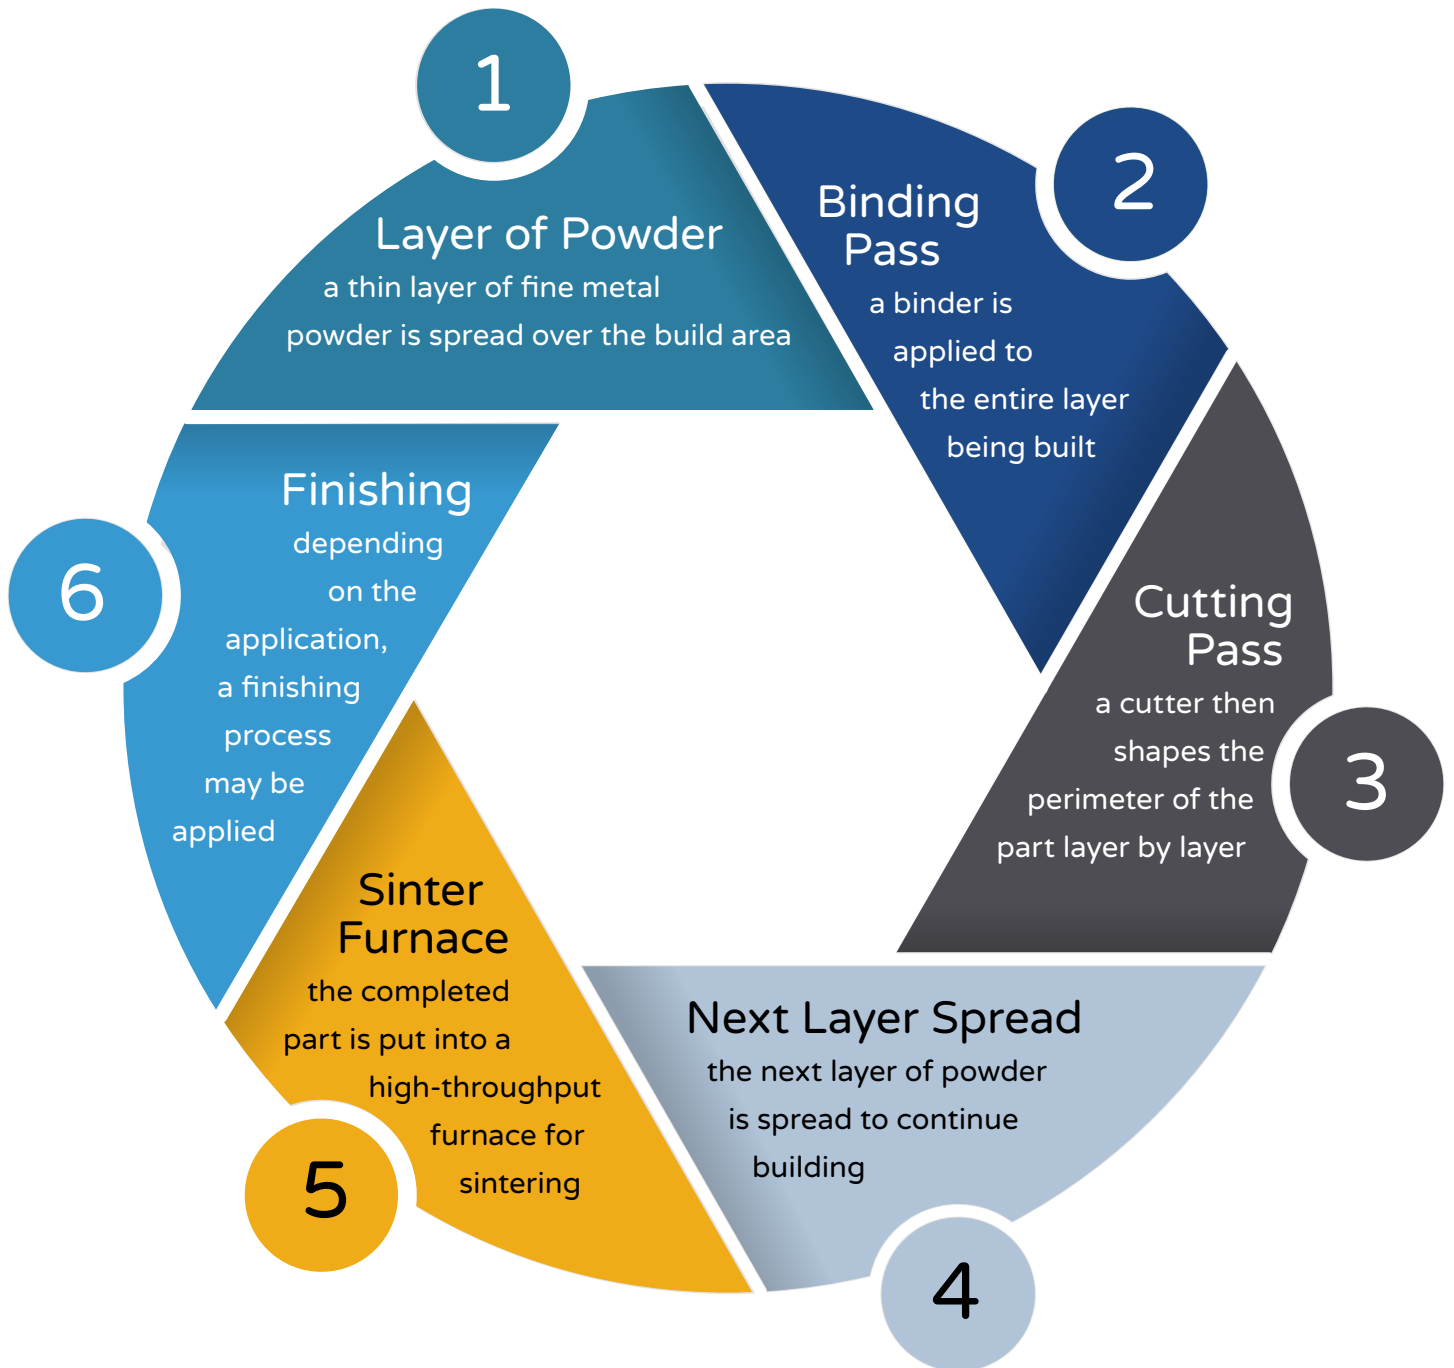 1
Layer of Powder
a thin layer of fine metal
powder is spread over the build area
2
Binding
Pass
a binder is
applied to
the entire layer
being built
3
Cutting
Pass
a cutter then
shapes the
perimeter of the
part layer by layer
4
Next Layer Spread
the next layer of powder
is spread to continue
building
5
Sinter
Furnace
the completed
part is put into a
high-throughput
furnace for
sintering
6
Finishing
depending
on the
application,
a finishing
process
may be
applied